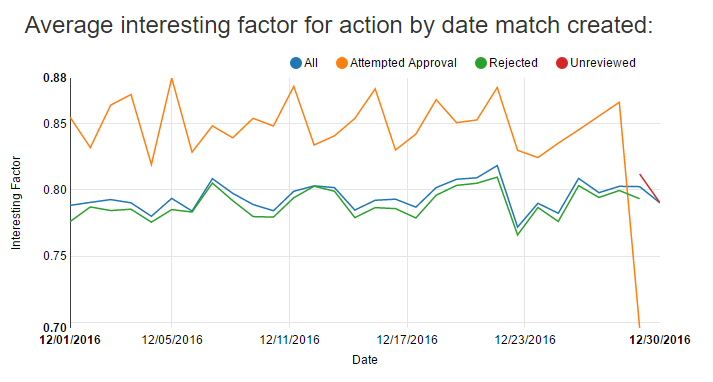 Average interesting factor for action by date match created:
All Attempted Approval Rejected Unreviewed
0.88
0.85
0.80
Interesting Factor
0.75
0.70
12/01/2016 12/05/2016 12/11/2016 12/17/2016 12/23/2016 12/30/2016
Date